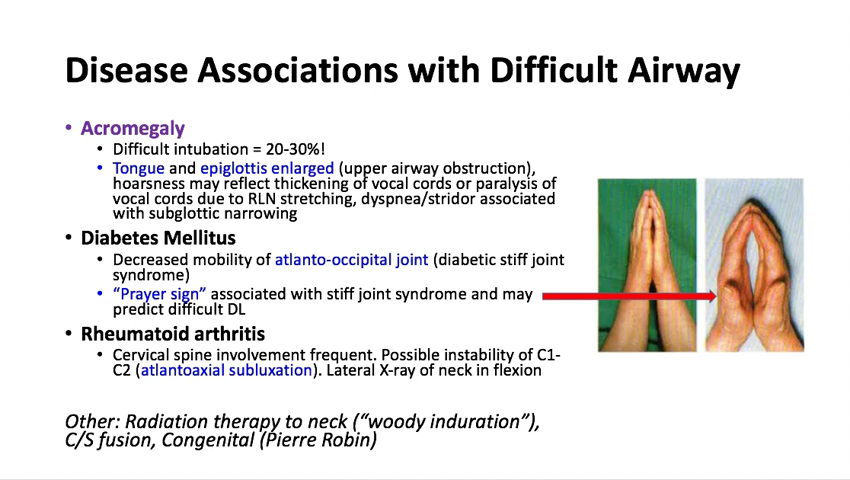 Disease Associations with Difficult Airway
• Acromegaly
• Difficult intubation = 20-30%!
• Tongue and epiglottis enlarged (upper airway obstruction),
hoarsness may reflect thickening of vocal cords or paralysis of
vocal cords due to RLN stretching, dyspnea/stridor associated
with subglottic narrowing
• Diabetes Mellitus
• Decreased mobility of atlanto-occipital joint (diabetic stiff joint
syndrome)
• “Prayer sign” associated with stiff joint syndrome and may
predict difficult DL
• Rheumatoid arthritis
• Cervical spine involvement frequent. Possible instability of C1-
C2 (atlantoaxial subluxation). Lateral X-ray of neck in flexion
Other: Radiation therapy to neck (“woody induration”),
C/S fusion, Congenital (Pierre Robin)